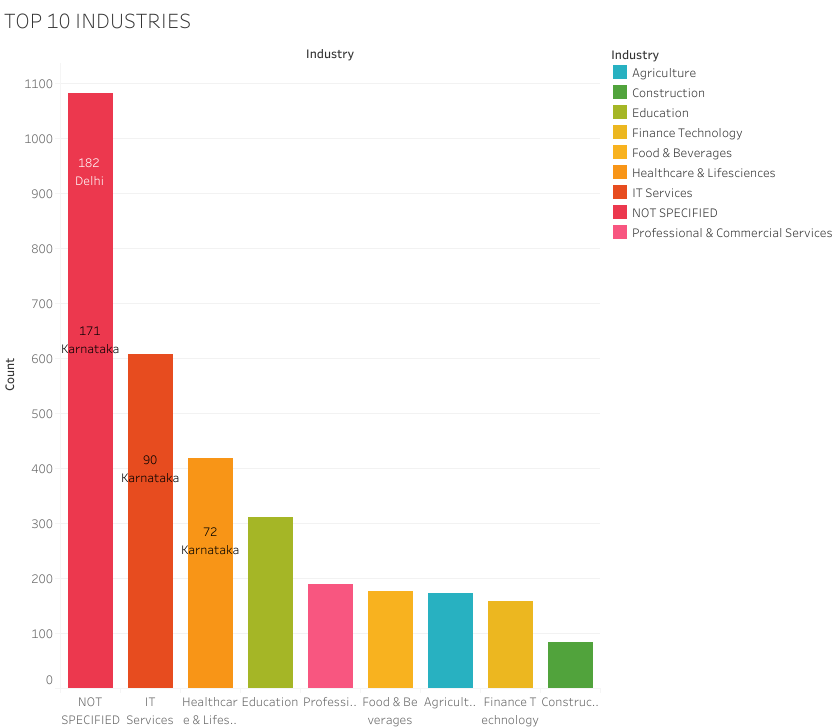 TOP 10 INDUSTRIES
Industry
Industry
Agriculture
Construction
Education
Finance Technology
Food & Beverages
Healthcare & Lifesciences
IT Services
NOT SPECIFIED
Professional & Commercial Services
Count
1100
1000
900
800
700
600
500
400
300
200
100
0
182
Delhi
171
Karnataka
90
Karnataka
72
Karnataka
NOT
SPECIFIED
IT
Services
Healthcar
e & Lifes..
Education
Professi..
Food & Be
verages
Agricult..
Finance T
echnology
Construc..